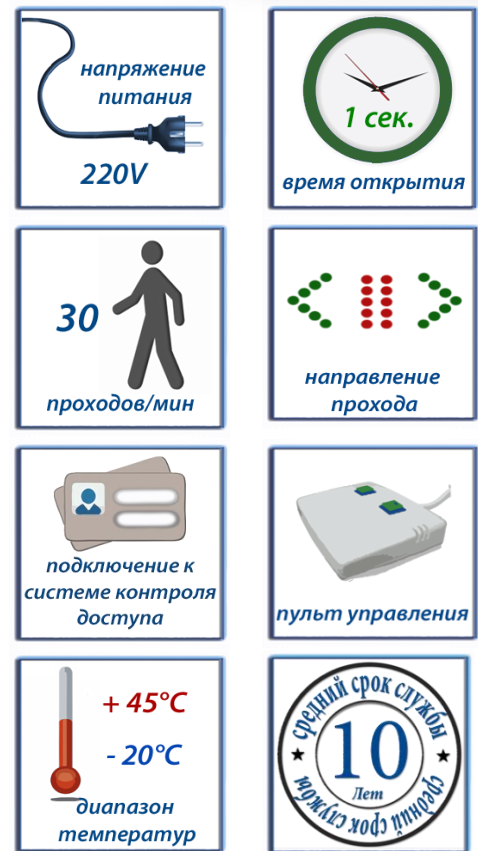 напряжение
питания
220V
1 сек.
время открытия
30
проходов/мин
направление
прохода
подключение к
системе контроля
доступа
пульт управления
+ 45°C
- 20°C
диапазон
температур
средний срок службы
10
Лет
средний срок службы